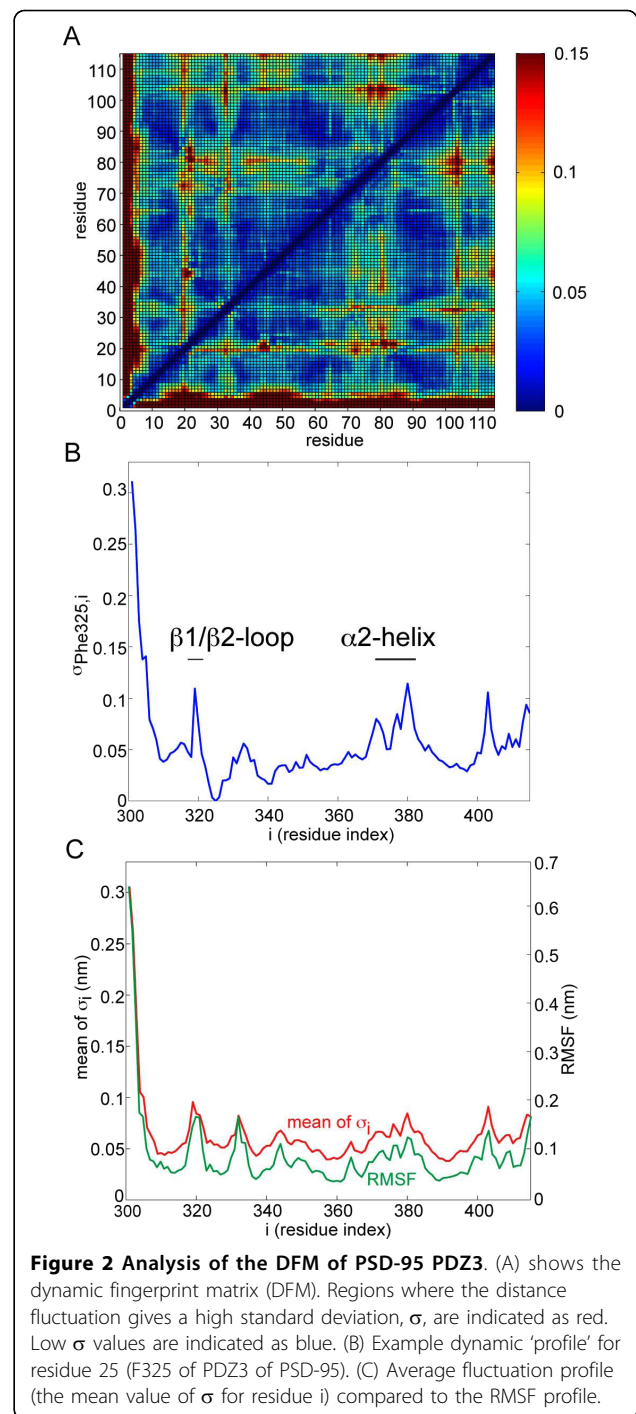 A
115
110
100
90
80
70
60
50
40
30
20
10
0
residue
0 10 20 30 40 50 60 70 80 90 100 110
residue
0.15
0.1
0.05
0
B
0.3
0.25
0.2
0.15
0.1
0.05
0
σPhe325,i
β1/β2-loop
α2-helix
300 320 340 360 380 400
i (residue index)
C
0.3
0.25
0.2
0.15
0.1
0.05
0
mean of σi (nm)
0.7
0.6
0.5
0.4
0.3
0.2
0.1
0
RMSF (nm)
mean of σi
RMSF
300 320 340 360 380 400
i (residue index)
Figure 2 Analysis of the DFM of PSD-95 PDZ3. (A) shows the
dynamic fingerprint matrix (DFM). Regions where the distance
fluctuation gives a high standard deviation, σ, are indicated as red.
Low σ values are indicated as blue. (B) Example dynamic 'profile' for
residue 25 (F325 of PDZ3 of PSD-95). (C) Average fluctuation profile
(the mean value of σ for residue i) compared to the RMSF profile.